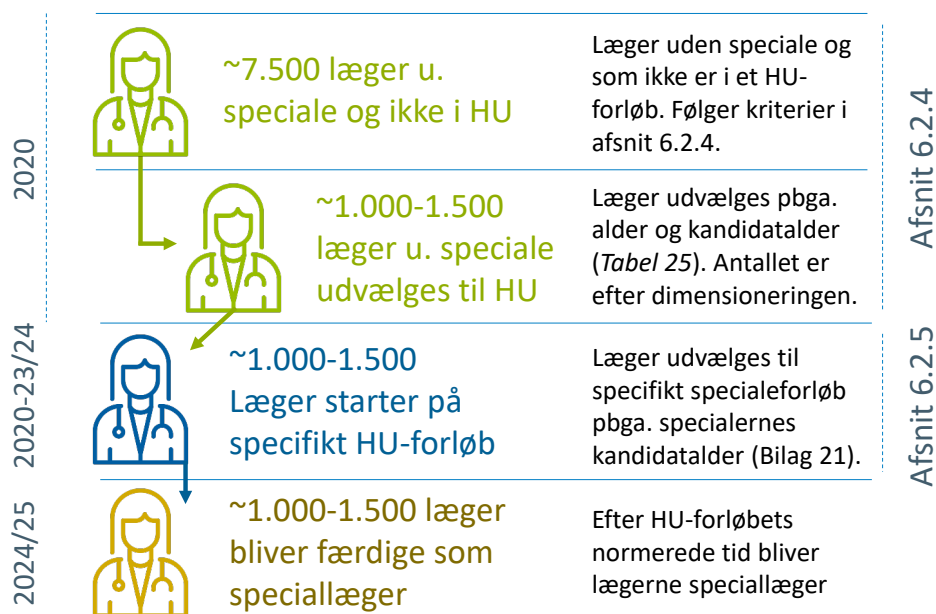 2020
~7.500 læger u.
speciale og ikke i HU
Læger uden speciale og
som ikke er i et HU-
forløb. Følger kriterier i
afsnit 6.2.4.
Afsnit 6.2.4
~1.000-1.500
læger u. speciale
udvælges til HU
Læger udvælges pbga.
alder og kandidatalder
(Tabel 25). Antallet er
efter dimensioneringen.
2020-23/24
~1.000-1.500
Læger starter på
specifikt HU-forløb
Læger udvælges til
specifikt specialeforløb
pbga. specialernes
kandidatalder (Bilag 21).
Afsnit 6.2.5
2024/25
~1.000-1.500 læger
bliver færdige som
speciallæger
Efter HU-forløbets
normerede tid bliver
lægerne speciallæger